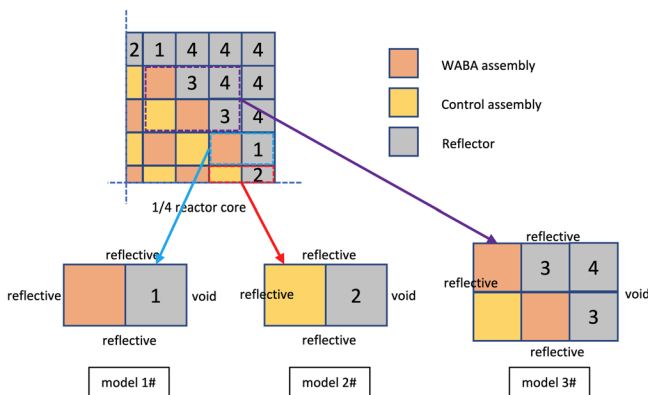 2 1 4 4 4
3 4 4
3 4
1
2
WABA assembly
Control assembly
Reflector
1/4 reactor core
reflective
reflective
1
void
reflective
model 1#
reflective
reflective
2
void
reflective
model 2#
reflective
reflective
3 4
3
void
reflective
model 3#